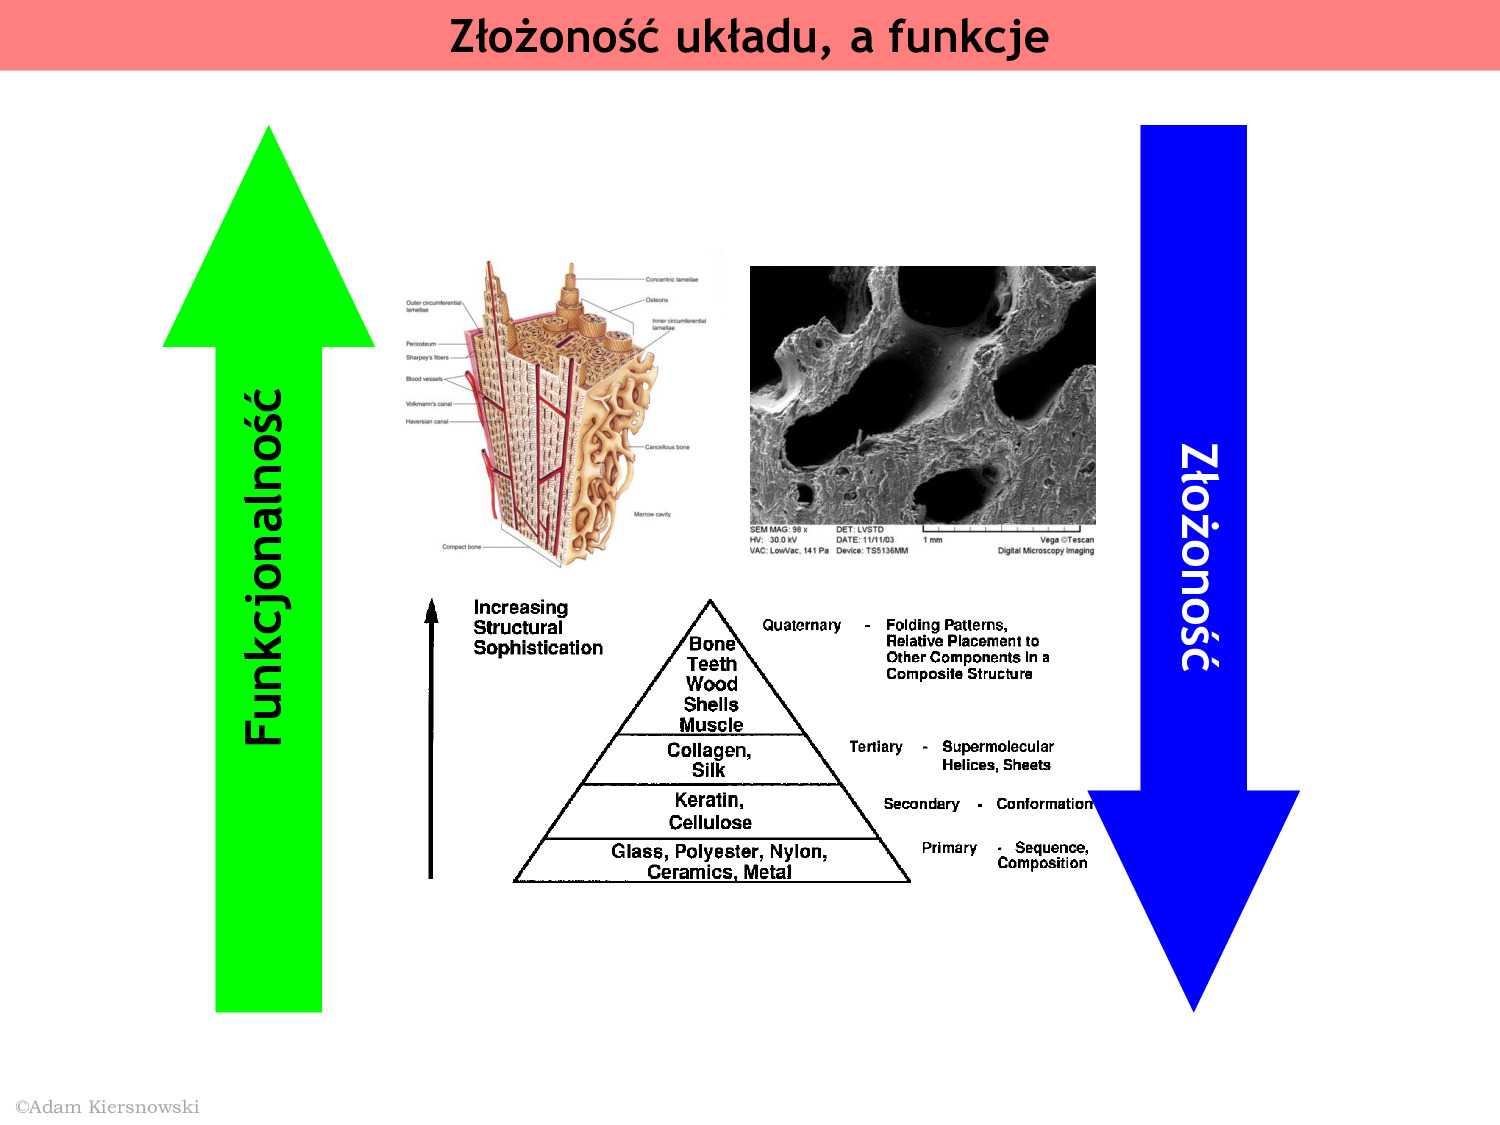 Złożoność układu, a funkcje
Funkcjonalność
Concentric lamellae
Osteons
Outer circumferential
lamellae
Inner circumferential
lamellae
Periosteum
Sharpey's fibers
Blood vessels
Volkmann's canal
Haversian canal
Cancellous bone
Marrow cavity
Compact bone
SEM MAG: 98 x DET: LVSTD
HV: 30.0 kV DATE: 11/11/03 1 mm Vega ©Tescan
VAC: LowVac, 141 Pa Device: TS5136MM Digital Microscopy Imaging
Złożoność
Increasing
Structural
Sophistication
Bone
Teeth
Wood
Shells
Muscle
Collagen,
Silk
Keratin,
Cellulose
Glass, Polyester, Nylon,
Ceramics, Metal
Quaternary - Folding Patterns,
Relative Placement to
Other Components in a
Composite Structure
Tertiary - Supermolecular
Helices, Sheets
Secondary - Conformation
Primary - Sequence,
Composition
©Adam Kiersnowski